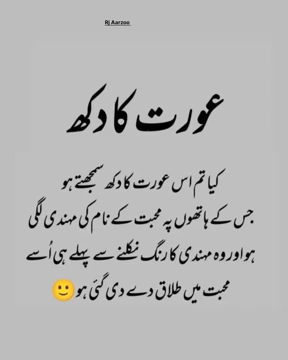 Rj Aarzoo
عورت کا دکھ
کیا تم اس عورت کا دکھ سمجھتے ہو
جس کے ہاتھوں پہ محبت کے نام کی مہندی لگی
ہو اور وہ مہندی کا رنگ نکلنے سے پہلے ہی اُسے
محبت میں طلاق دے دی گئی ہو🙂